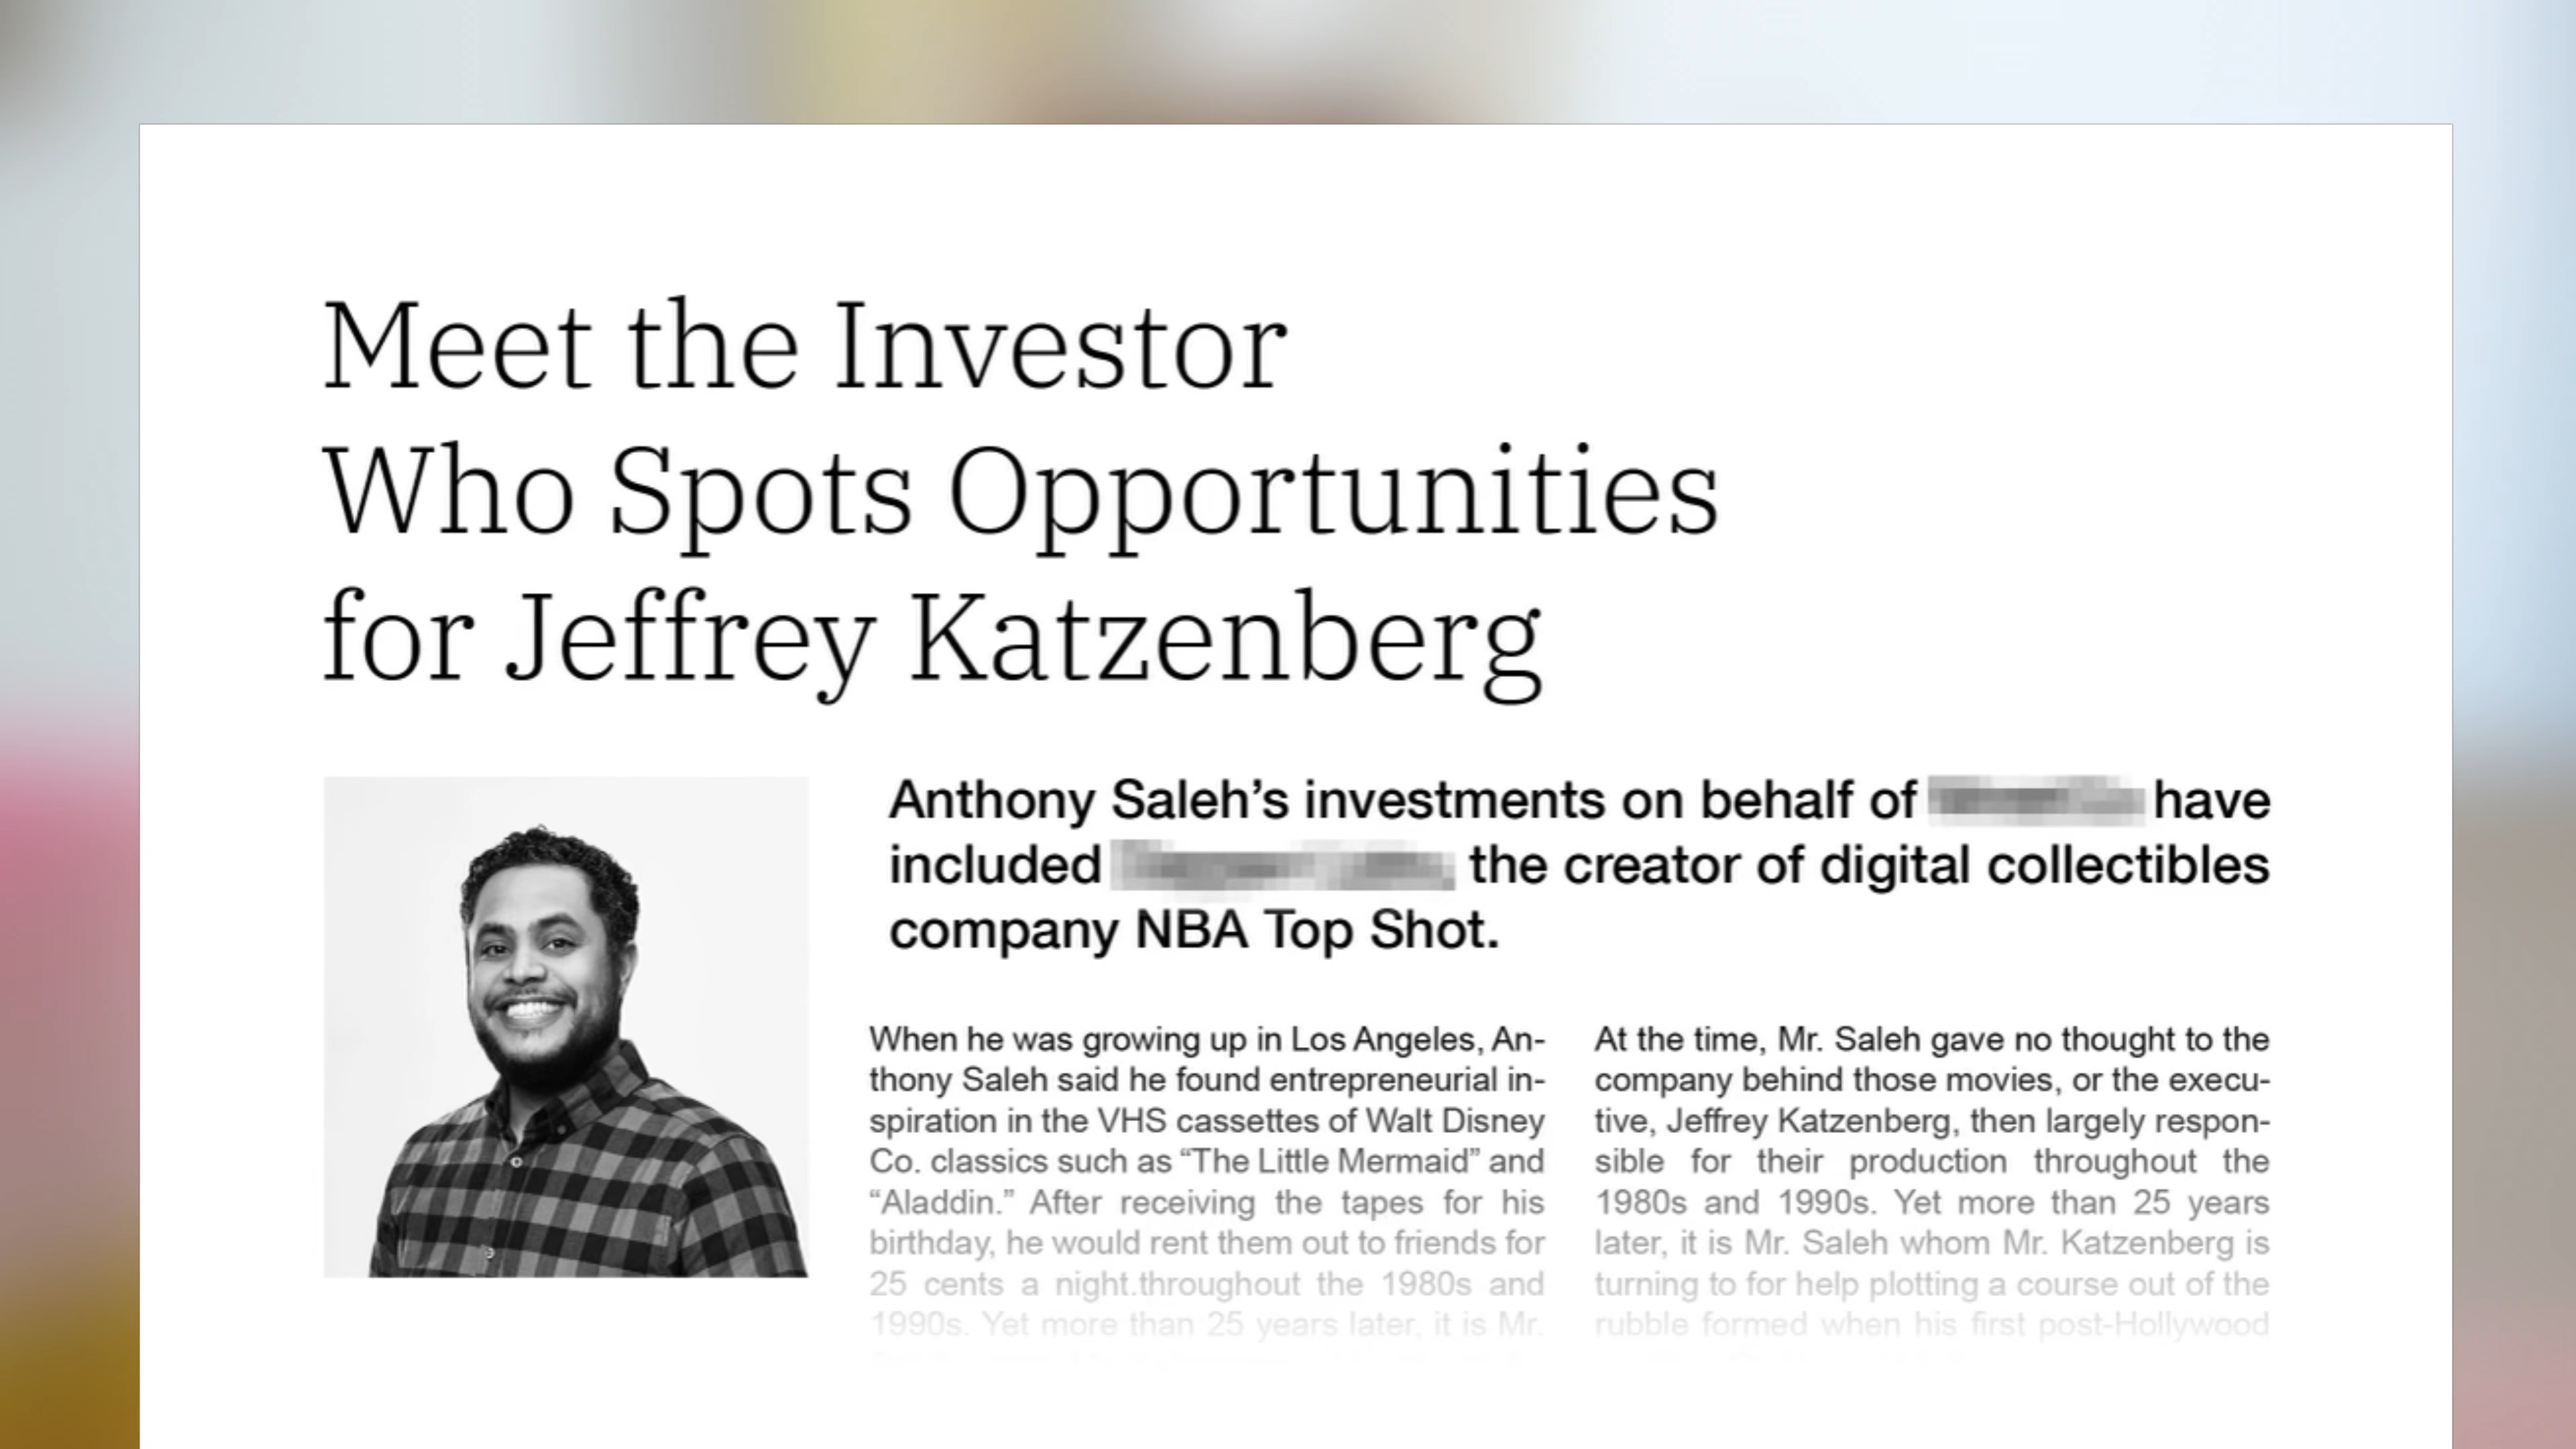 Meet the Investor
Who Spots Opportunities
for Jeffrey Katzenberg
Anthony Saleh’s investments on behalf of have
included the creator of digital collectibles
company NBA Top Shot.
When he was growing up in Los Angeles, An-
thony Saleh said he found entrepreneurial in-
spiration in the VHS cassettes of Walt Disney
Co. classics such as “The Little Mermaid” and
“Aladdin.” After receiving the tapes for his
birthday, he would rent them out to friends for
25 cents a night.throughout the 1980s and
1990s. Yet more than 25 years later, it is Mr.
At the time, Mr. Saleh gave no thought to the
company behind those movies, or the execu-
tive, Jeffrey Katzenberg, then largely respon-
sible for their production throughout the
1980s and 1990s. Yet more than 25 years
later, it is Mr. Saleh whom Mr. Katzenberg is
turning to for help plotting a course out of the
rubble formed when his first post-Hollywood